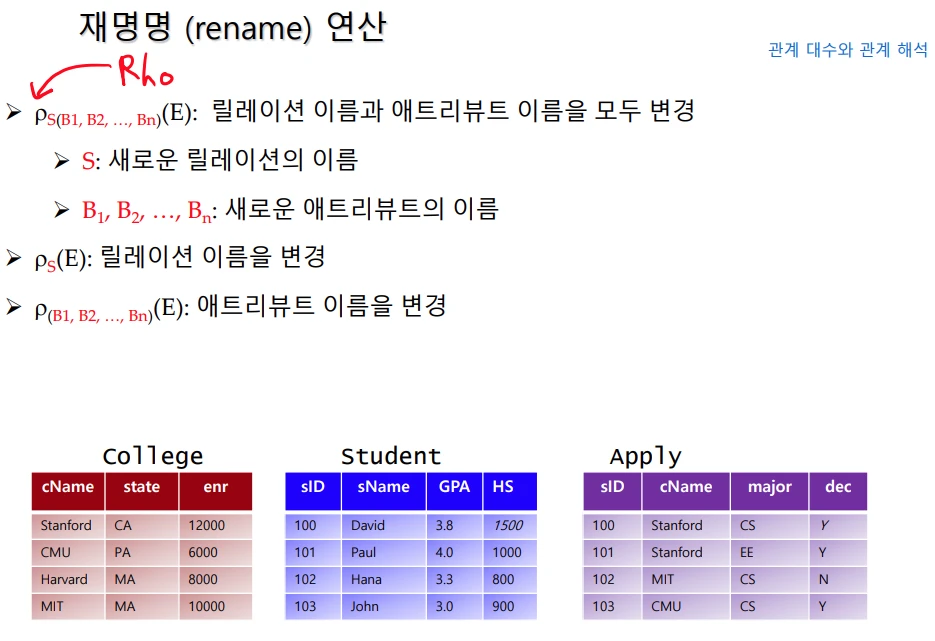 재명명 (rename) 연산
관계 대수와 관계 해석
Rho
➢ ρS(B1, B2, …, Bn)(E): 릴레이션 이름과 애트리뷰트 이름을 모두 변경
➢ S: 새로운 릴레이션의 이름
➢ B1, B2, …, Bn: 새로운 애트리뷰트의 이름
➢ ρS(E): 릴레이션 이름을 변경
➢ ρ(B1, B2, …, Bn)(E): 애트리뷰트 이름을 변경
College
cName state enr
Stanford CA 12000
CMU PA 6000
Harvard MA 8000
MIT MA 10000
Student
sID sName GPA HS
100 David 3.8 1500
101 Paul 4.0 1000
102 Hana 3.3 800
103 John 3.0 900
Apply
sID cName major dec
100 Stanford CS Y
101 Stanford EE Y
102 MIT CS N
103 CMU CS Y